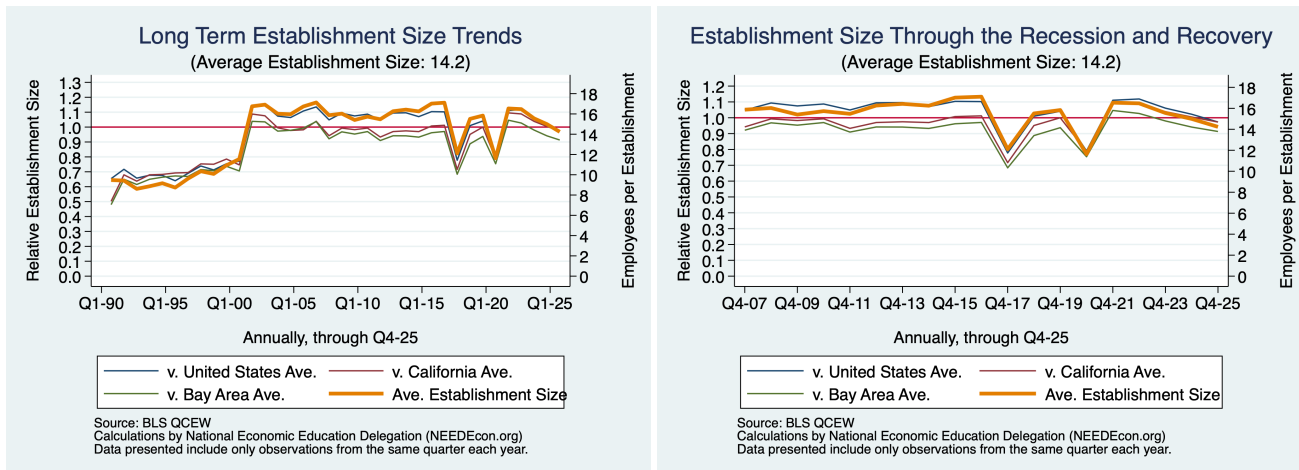 Long Term Establishment Size Trends
(Average Establishment Size: 14.2)
Relative Establishment Size
1.3
1.2
1.1
1.0
0.9
0.8
0.7
0.6
0.5
0.4
0.3
0.2
0.1
0.0
18
16
14
12
10
8
6
4
2
0
Employees per Establishment
Q1-90 Q1-95 Q1-00 Q1-05 Q1-10 Q1-15 Q1-20 Q1-25
Annually, through Q4-25
v. United States Ave. v. California Ave.
v. Bay Area Ave. Ave. Establishment Size
Source: BLS QCEW
Calculations by National Economic Education Delegation (NEEDEcon.org)
Data presented include only observations from the same quarter each year.
Establishment Size Through the Recession and Recovery
(Average Establishment Size: 14.2)
Relative Establishment Size
1.2
1.1
1.0
0.9
0.8
0.7
0.6
0.5
0.4
0.3
0.2
0.1
0.0
18
16
14
12
10
8
6
4
2
0
Employees per Establishment
Q4-07 Q4-09 Q4-11 Q4-13 Q4-15 Q4-17 Q4-19 Q4-21 Q4-23 Q4-25
Annually, through Q4-25
v. United States Ave. v. California Ave.
v. Bay Area Ave. Ave. Establishment Size
Source: BLS QCEW
Calculations by National Economic Education Delegation (NEEDEcon.org)
Data presented include only observations from the same quarter each year.